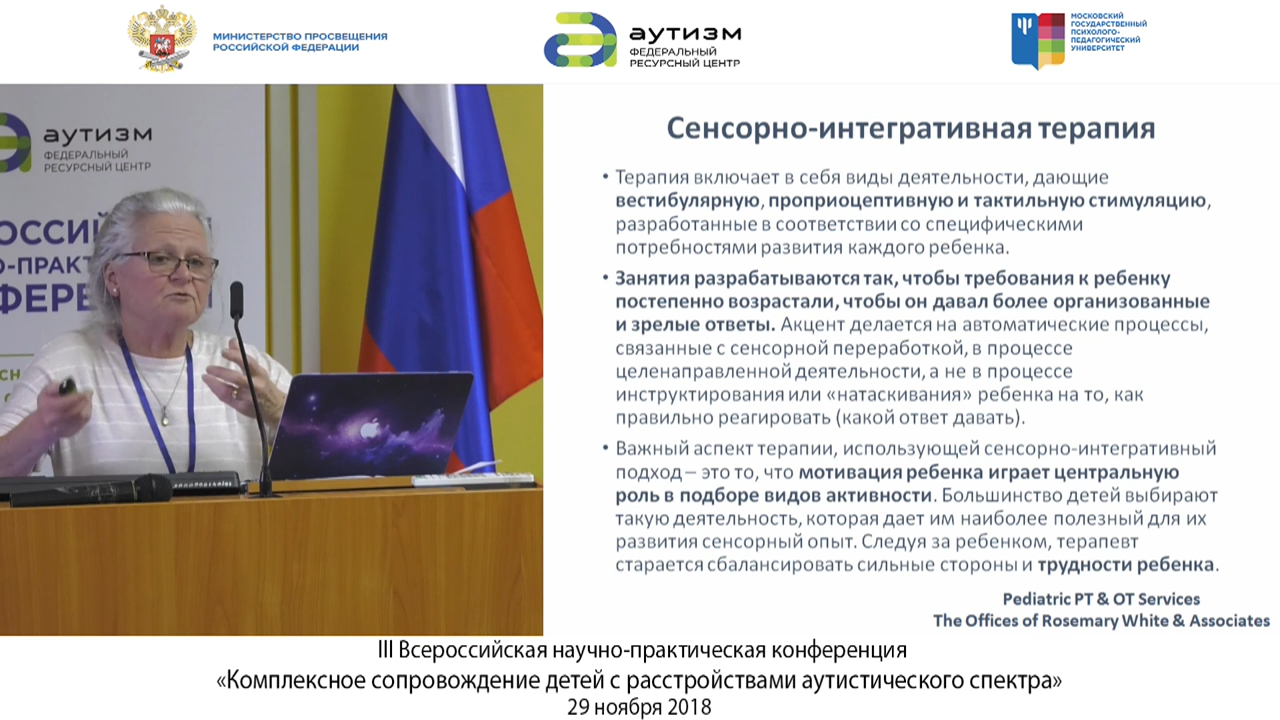 МИНИСТЕРСТВО ПРОСВЕЩЕНИЯ
РОССИЙСКОЙ ФЕДЕРАЦИИ
аутизм
ФЕДЕРАЛЬНЫЙ
РЕСУРСНЫЙ ЦЕНТР
МОСКОВСКИЙ
ГОСУДАРСТВЕННЫЙ
ПСИХОЛОГО-
ПЕДАГОГИЧЕСКИЙ
УНИВЕРСИТЕТ
аутизм
ФЕДЕРАЛЬНЫЙ
РЕСУРСНЫЙ ЦЕНТР
Сенсорно-интегративная терапия
• Терапия включает в себя виды деятельности, дающие
вестибулярную, проприоцептивную и тактильную стимуляцию,
разработанные в соответствии со специфическими
потребностями развития каждого ребенка.
• Занятия разрабатываются так, чтобы требования к ребенку
постепенно возрастали, чтобы он давал более организованные
и зрелые ответы. Акцент делается на автоматические процессы,
связанные с сенсорной переработкой, в процессе
целенаправленной деятельности, а не в процессе
инструктирования или «натаскивания» ребенка на то, как
правильно реагировать (какой ответ давать).
• Важный аспект терапии, использующей сенсорно-интегративный
подход – это то, что мотивация ребенка играет центральную
роль в подборе видов активности. Большинство детей выбирают
такую деятельность, которая дает им наиболее полезный для их
развития сенсорный опыт. Следуя за ребенком, терапевт
старается сбалансировать сильные стороны и трудности ребенка.
Pediatric PT & OT Services
The Offices of Rosemary White & Associates
III Всероссийская научно-практическая конференция
«Комплексное сопровождение детей с расстройствами аутистического спектра»
29 ноября 2018